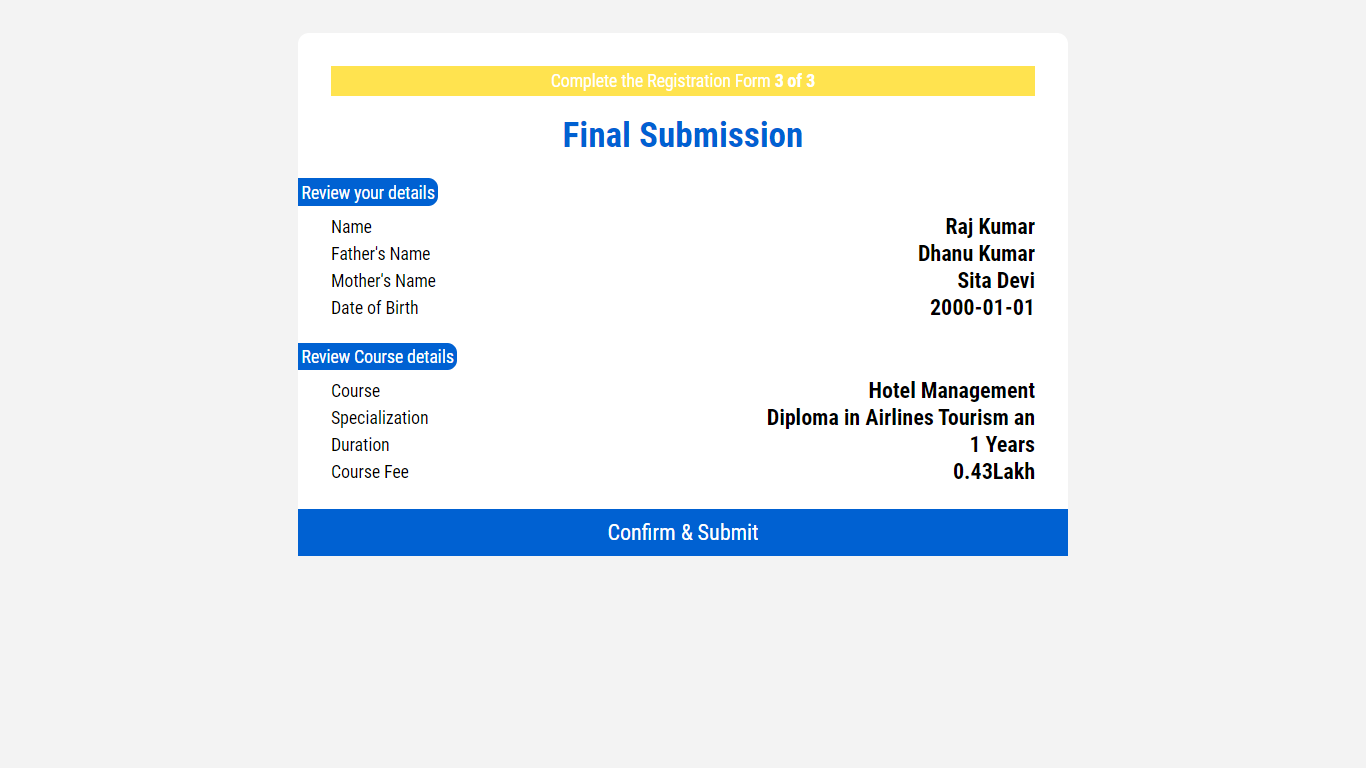 Complete the Registration Form 3 of 3
Final Submission
Review your details
Name Raj Kumar
Father's Name Dhanu Kumar
Mother's Name Sita Devi
Date of Birth 2000-01-01
Review Course details
Course Hotel Management
Specialization Diploma in Airlines Tourism an
Duration 1 Years
Course Fee 0.43Lakh
Confirm & Submit